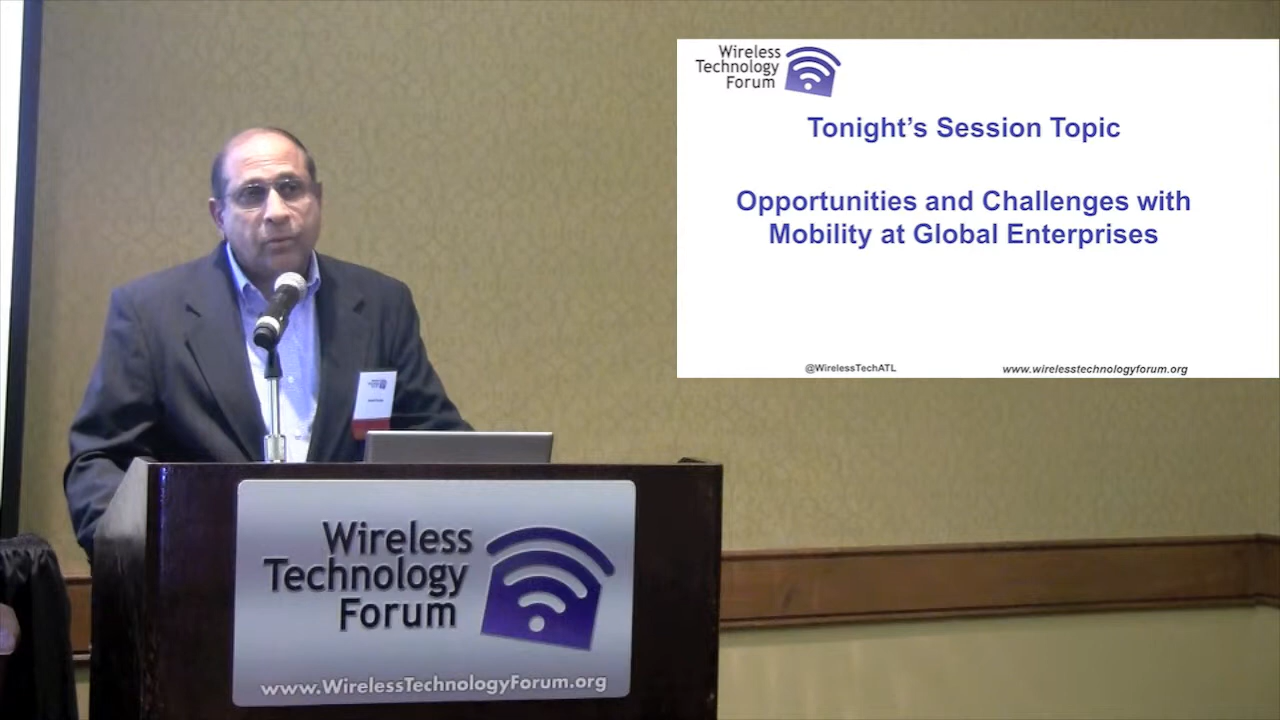 Wireless
Technology
Forum
Tonight's Session Topic
Opportunities and Challenges with
Mobility at Global Enterprises
@WirelessTechATL
www.wirelesstechnologyforum.org
Wireless
Technology
Forum
www.WirelessTechnologyForum.org